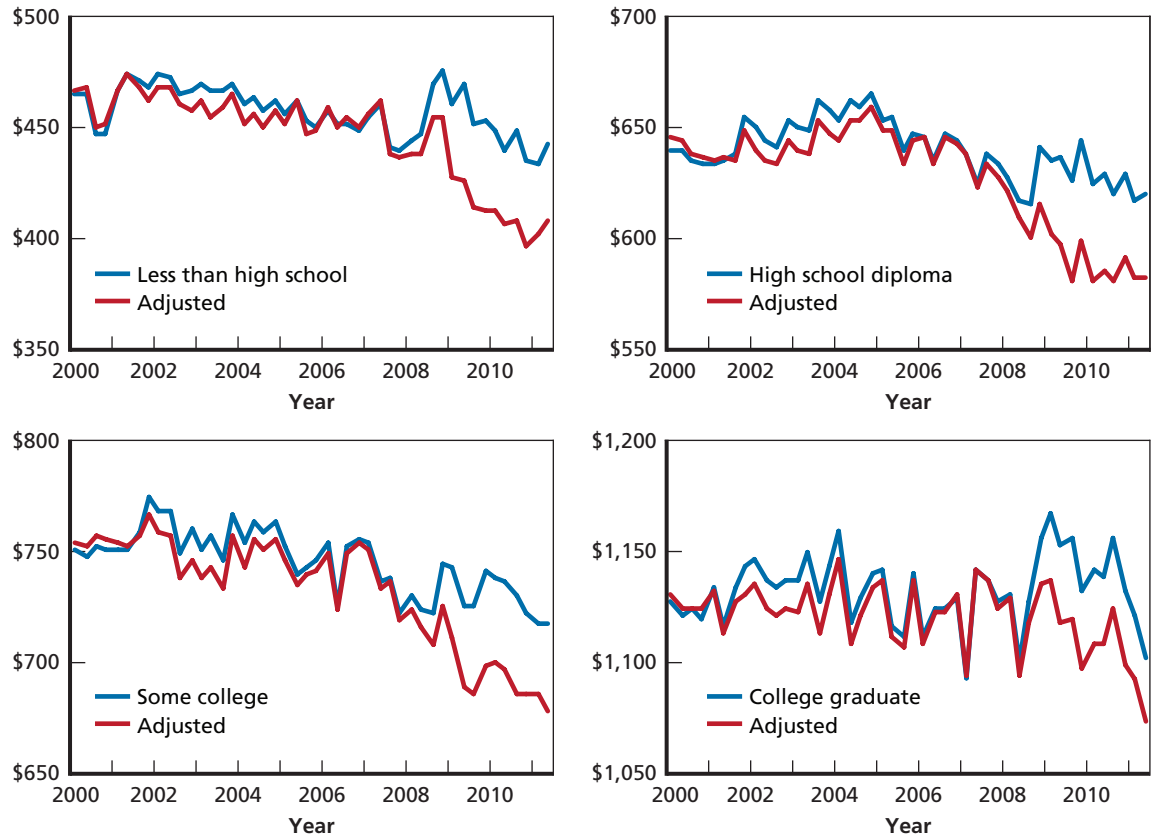 $500
$450
$400
$350
Less than high school
Adjusted
2000 2002 2004 2006 2008 2010
Year
$700
$650
$600
$550
High school diploma
Adjusted
2000 2002 2004 2006 2008 2010
Year
$800
$750
$700
$650
Some college
Adjusted
2000 2002 2004 2006 2008 2010
Year
$1,200
$1,150
$1,100
$1,050
College graduate
Adjusted
2000 2002 2004 2006 2008 2010
Year